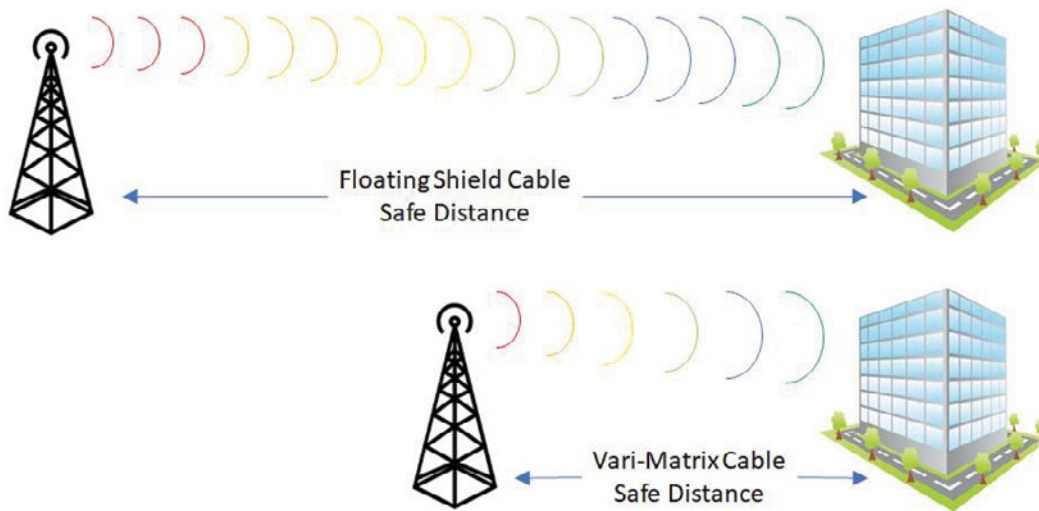 Floating Shield Cable
Safe Distance
Vari-Matrix Cable
Safe Distance